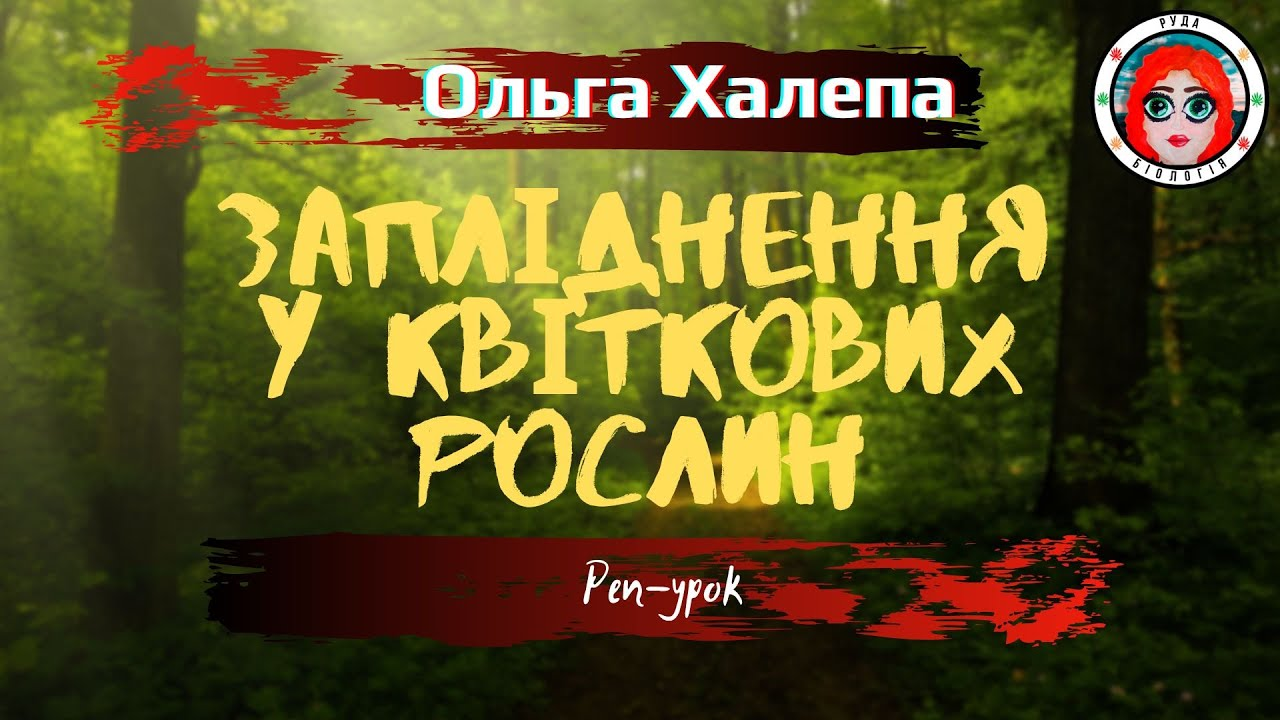 Ольга Халепа
РУДА
БІОЛОГІЯ
ЗАПЛІДНЕННЯ
У КВІТКОВИХ
РОСЛИН
Реп-урок